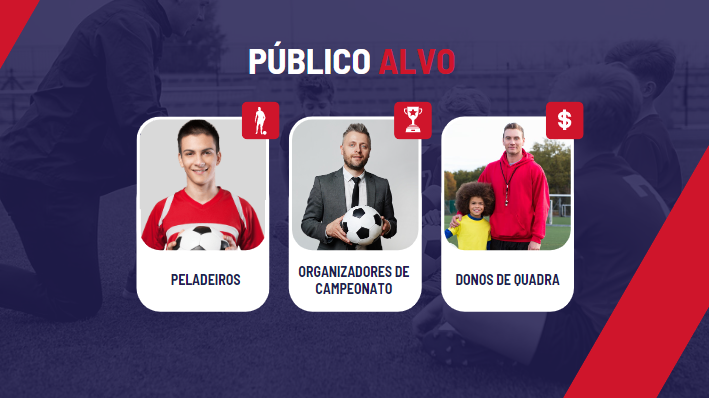 PÚBLICO ALVO
PELADEIROS
ORGANIZADORES DE
CAMPEONATO
DONOS DE QUADRA
$